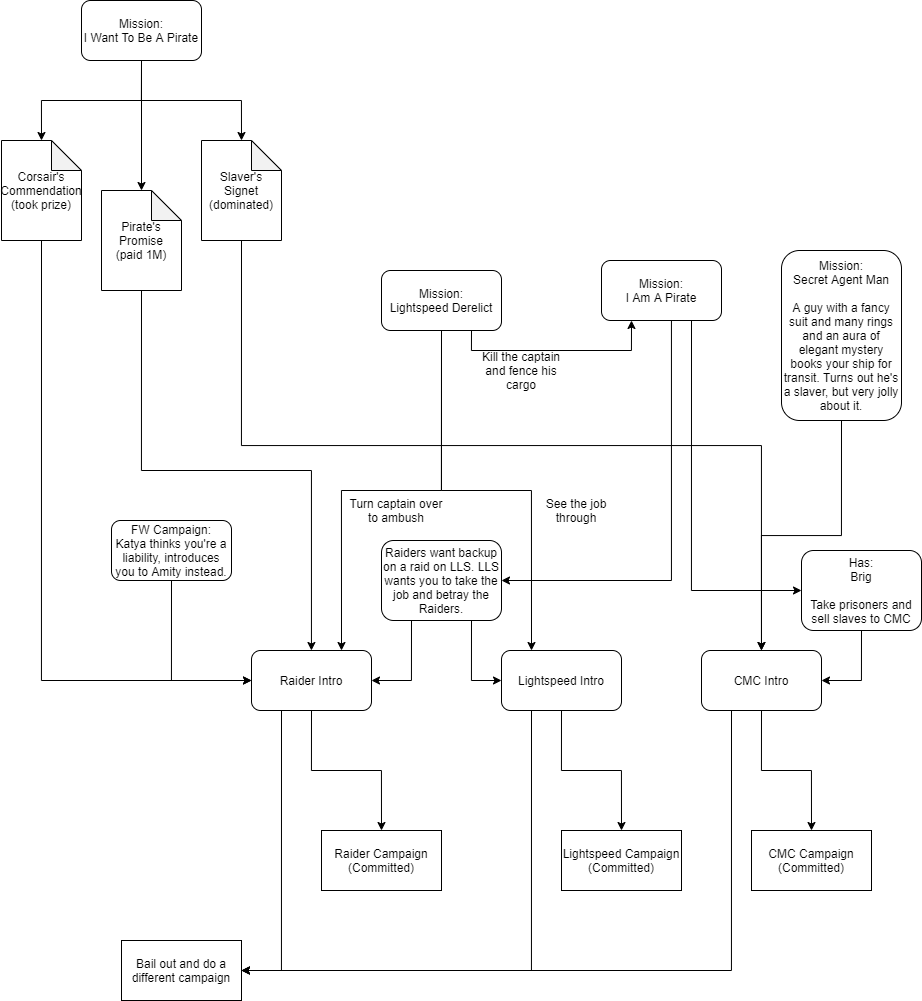 Mission:
I Want To Be A Pirate
Corsair's
Commendation
(took prize)
Pirate's
Promise
(paid 1M)
Slaver's
Signet
(dominated)
Mission:
Lightspeed Derelict
Mission:
I Am A Pirate
Mission:
Secret Agent Man
A guy with a fancy
suit and many rings
and an aura of
elegant mystery
books your ship for
transit. Turns out he's
a slaver, but very jolly
about it.
Kill the captain
and fence his
cargo
Turn captain over
to ambush
See the job
through
FW Campaign:
Katya thinks you're a
liability, introduces
you to Amity instead.
Raiders want backup
on a raid on LLS. LLS
wants you to take the
job and betray the
Raiders.
Has:
Brig
Take prisoners and
sell slaves to CMC
Raider Intro
Lightspeed Intro
CMC Intro
Raider Campaign
(Committed)
Lightspeed Campaign
(Committed)
CMC Campaign
(Committed)
Bail out and do a
different campaign